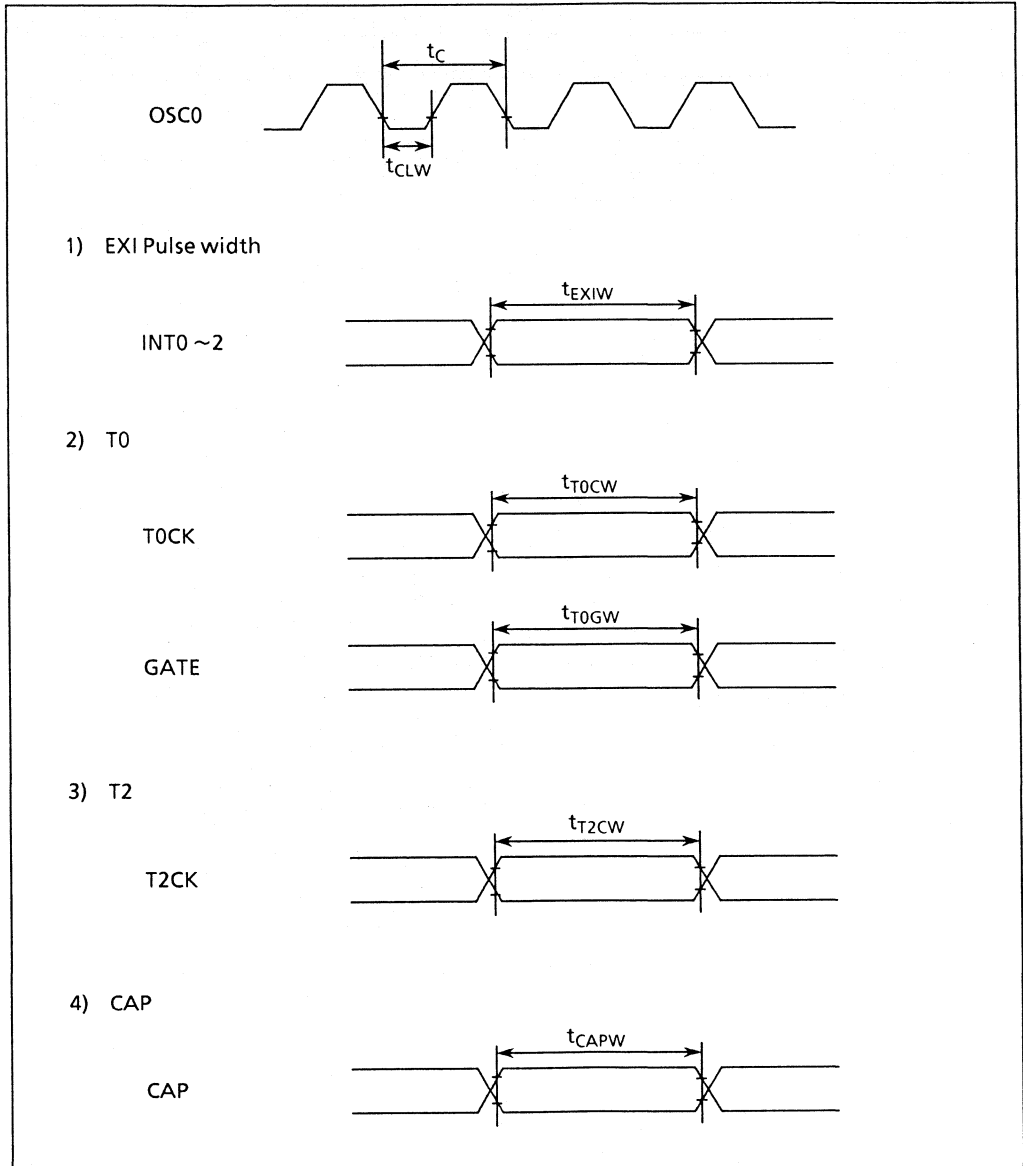 tC
OSC0
tCLW
1) EXI Pulse width
tEXIW
INT0 ~2
2) T0
tT0CW
T0CK
tT0GW
GATE
3) T2
tT2CW
T2CK
4) CAP
tCAPW
CAP